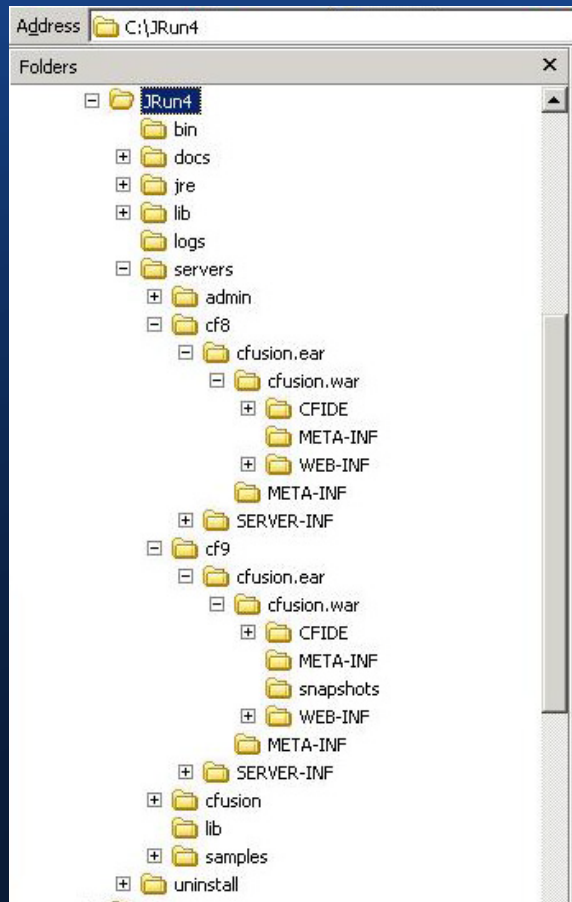 Address C:\JRun4
Folders
JRun4
bin
docs
jre
lib
logs
servers
admin
cf8
cfusion.ear
cfusion.war
CFIDE
META-INF
WEB-INF
META-INF
SERVER-INF
cf9
cfusion.ear
cfusion.war
CFIDE
META-INF
snapshots
WEB-INF
META-INF
SERVER-INF
cfusion
lib
samples
uninstall